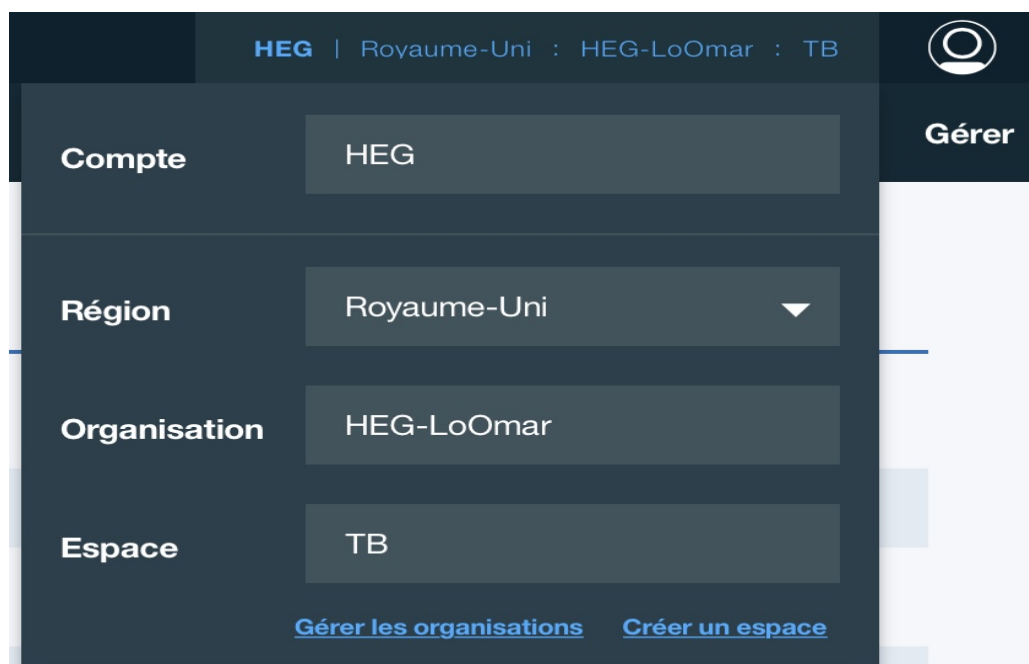 HEG | Royaume-Uni : HEG-LoOmar : TB
Gérer
Compte HEG
Région Royaume-Uni
Organisation HEG-LoOmar
Espace TB
Gérer les organisations Créer un espace